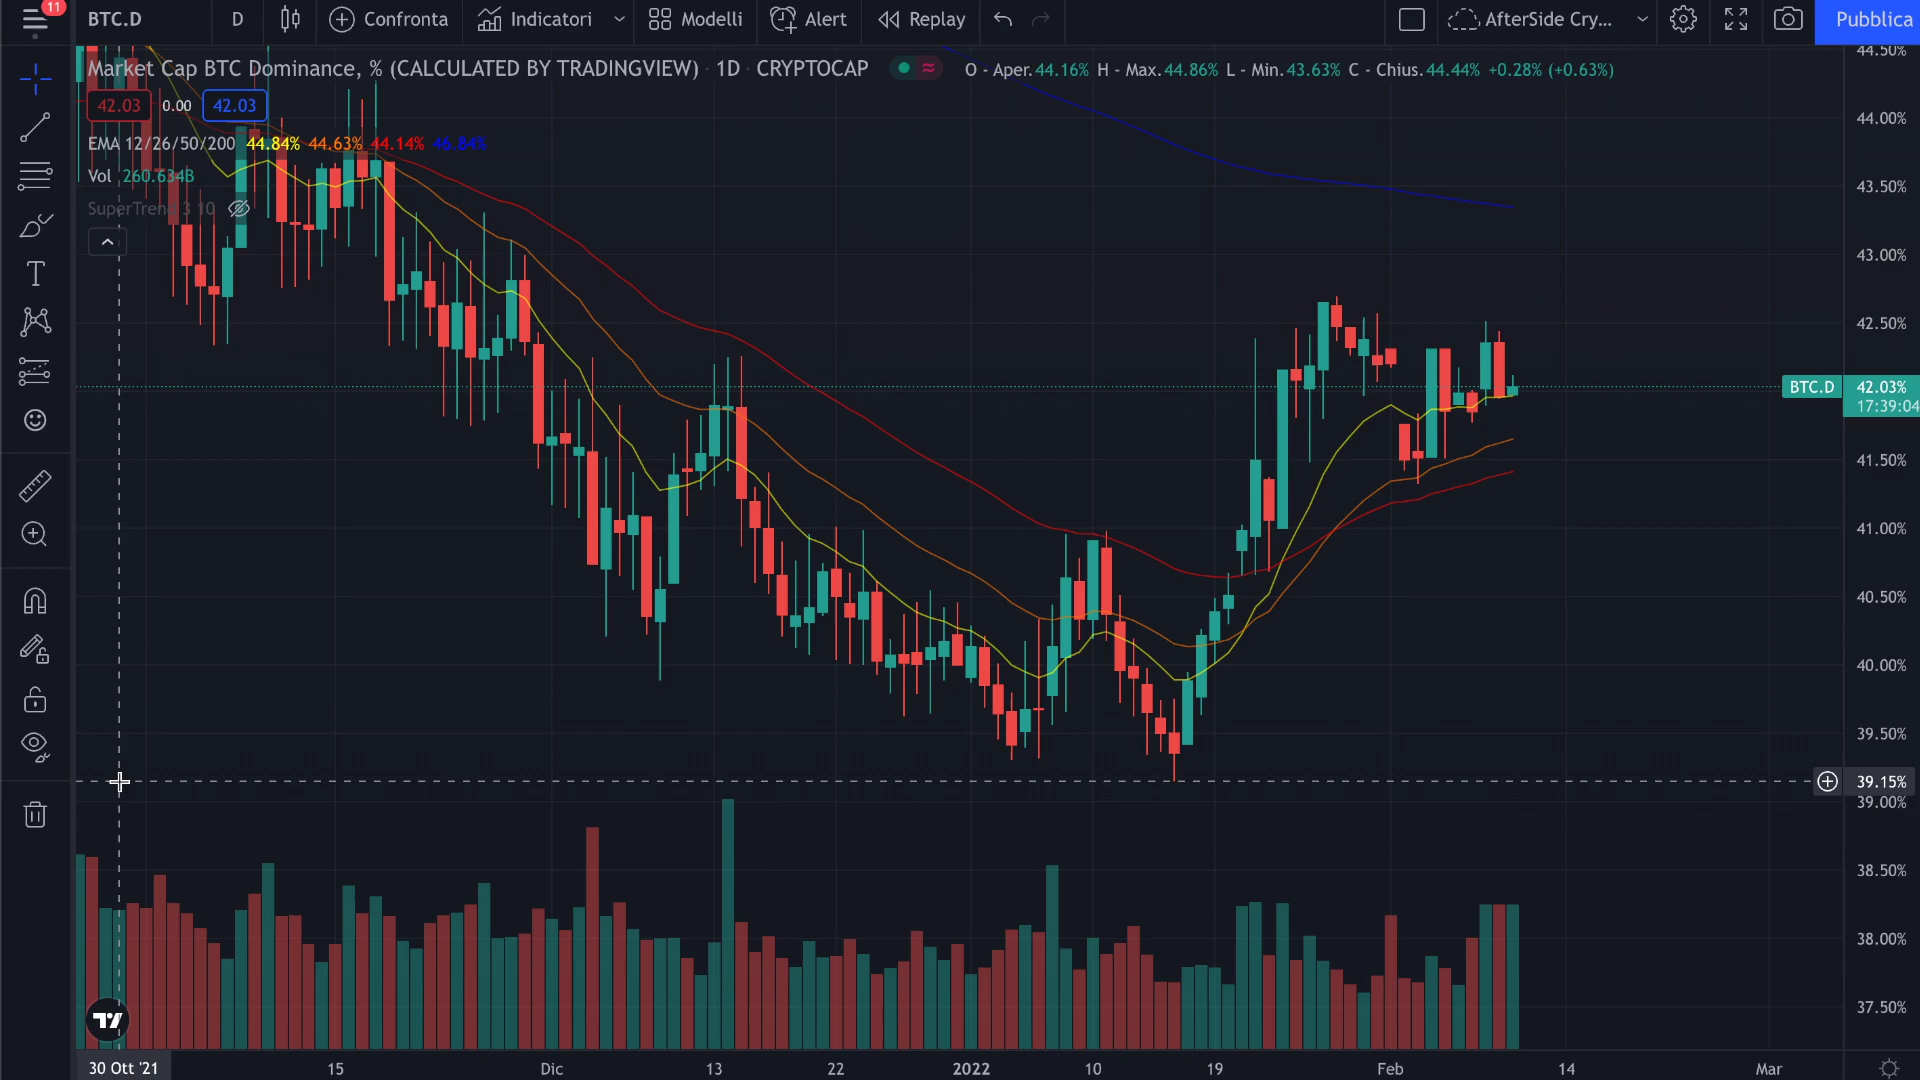 11
BTC.D
D
Confronta
Indicatori
Modelli
Alert
Replay
AfterSide Cry...
Pubblica
Market Cap BTC Dominance, % (CALCULATED BY TRADINGVIEW) · 1D · CRYPTOCAP
O - Aper.44.16% H - Max.44.86% L - Min.43.63% C - Chius.44.44% +0.28% (+0.63%)
42.03 0.00 42.03
EMA 12/26/50/200 44.84% 44.63% 44.14% 46.84%
Vol 260.634B
SuperTrend 3 10
44.50%
44.00%
43.50%
43.00%
42.50%
BTC.D 42.03%
17:39:04
41.50%
41.00%
40.50%
40.00%
39.50%
39.15%
39.00%
38.50%
38.00%
37.50%
30 Ott '21
15
Dic
13
22
2022
10
19
Feb
14
Mar